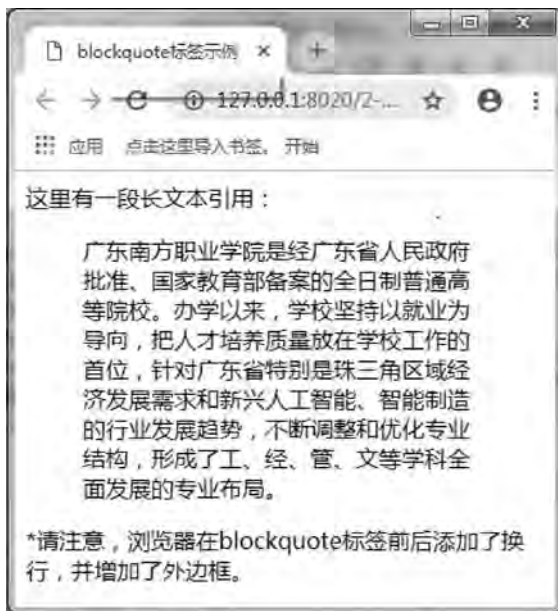 blockquote标签示例 × +
127.0.0.1:8020/2-...
应用 点击这里导入书签。 开始
这里有一段长文本引用：
广东南方职业学院是经广东省人民政府
批准、国家教育部备案的全日制普通高
等院校。办学以来，学校坚持以就业为
导向，把人才培养质量放在学校工作的
首位，针对广东省特别是珠三角区域经
济发展需求和新兴人工智能、智能制造
的行业发展趋势，不断调整和优化专业
结构，形成了工、经、管、文等学科全
面发展的专业布局。
*请注意，浏览器在blockquote标签前后添加了换
行，并增加了外边框。